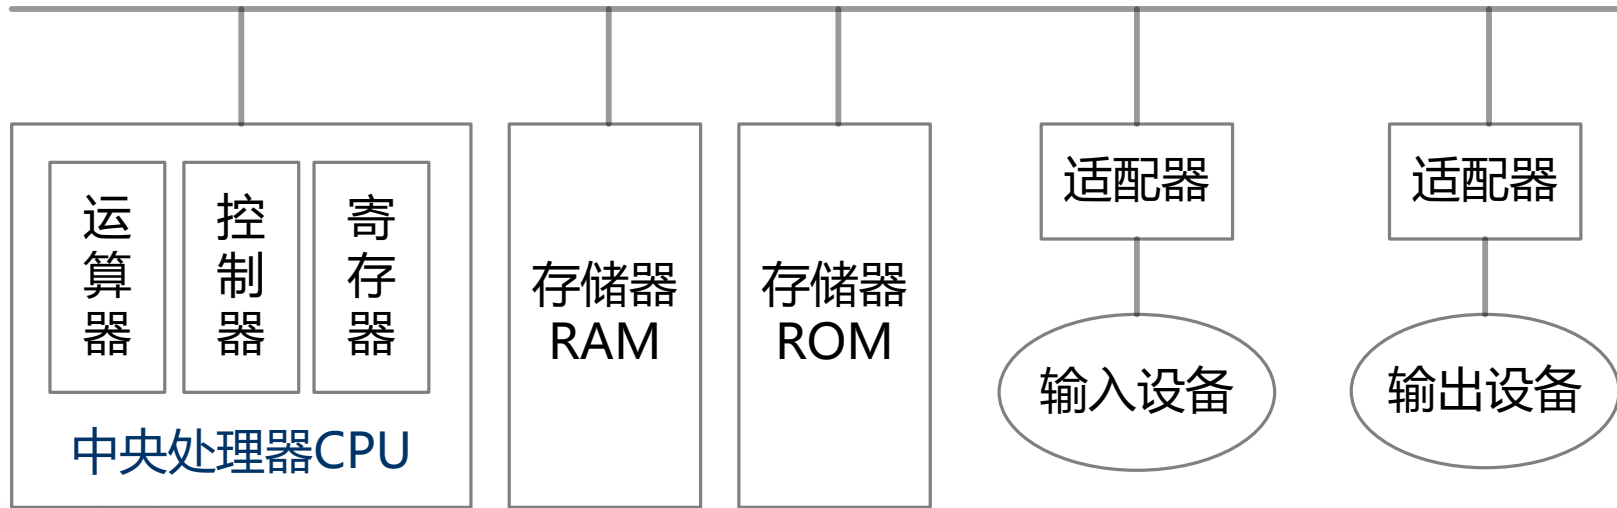 运算器
控制器
寄存器
中央处理器CPU
存储器
RAM
存储器
ROM
适配器
输入设备
适配器
输出设备